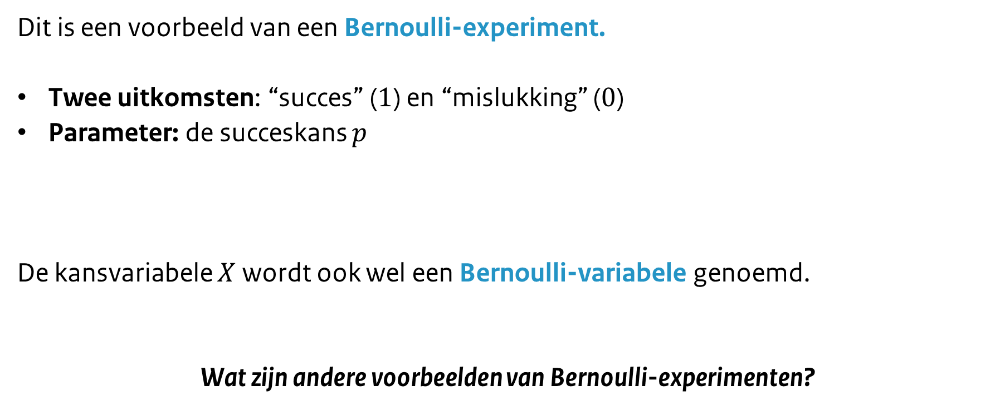 Dit is een voorbeeld van een Bernoulli-experiment.
• Twee uitkomsten: “succes” (1) en “mislukking” (0)
• Parameter: de succeskans p
De kansvariabele X wordt ook wel een Bernoulli-variabele genoemd.
Wat zijn andere voorbeelden van Bernoulli-experimenten?